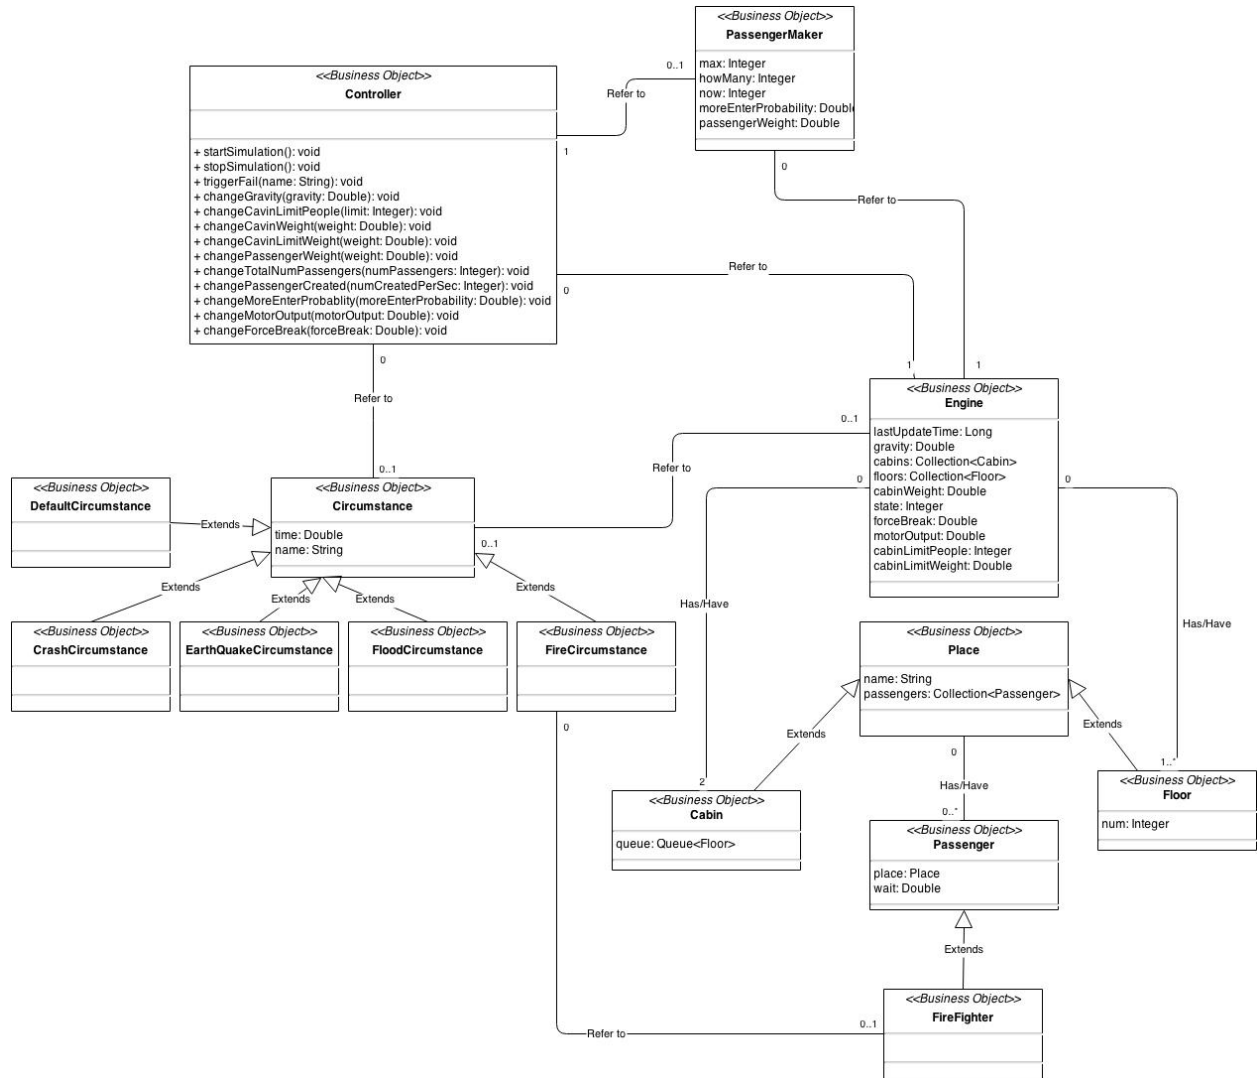 <<Business Object>>
PassengerMaker
max: Integer
howMany: Integer
now: Integer
moreEnterProbability: Double
passengerWeight: Double
0..1
Refer to
<<Business Object>>
Controller
+ startSimulation(): void
+ stopSimulation(): void
+ triggerFail(name: String): void
+ changeGravity(gravity: Double): void
+ changeCavinLimitPeople(limit: Integer): void
+ changeCavinWeight(weight: Double): void
+ changeCavinLimitWeight(weight: Double): void
+ changePassengerWeight(weight: Double): void
+ changeTotalNumPassengers(numPassengers: Integer): void
+ changePassengerCreated(numCreatedPerSec: Integer): void
+ changeMoreEnterProbablity(moreEnterProbability: Double): void
+ changeMotorOutput(motorOutput: Double): void
+ changeForceBreak(forceBreak: Double): void
1
0
Refer to
Refer to
0
1
1
0
Refer to
0..1
<<Business Object>>
Engine
lastUpdateTime: Long
gravity: Double
cabins: Collection<Cabin>
floors: Collection<Floor>
cabinWeight: Double
state: Integer
forceBreak: Double
motorOutput: Double
cabinLimitPeople: Integer
cabinLimitWeight: Double
0..1
Refer to
0
0
<<Business Object>>
DefaultCircumstance
Extends
<<Business Object>>
Circumstance
time: Double
name: String
0..1
Extends
Extends
Extends
Extends
Has/Have
Has/Have
<<Business Object>>
CrashCircumstance
<<Business Object>>
EarthQuakeCircumstance
<<Business Object>>
FloodCircumstance
<<Business Object>>
FireCircumstance
0
<<Business Object>>
Place
name: String
passengers: Collection<Passenger>
Extends
Extends
0
Has/Have
0..*
2
1..*
<<Business Object>>
Cabin
queue: Queue<Floor>
<<Business Object>>
Floor
num: Integer
<<Business Object>>
Passenger
place: Place
wait: Double
Extends
<<Business Object>>
FireFighter
0..1
Refer to